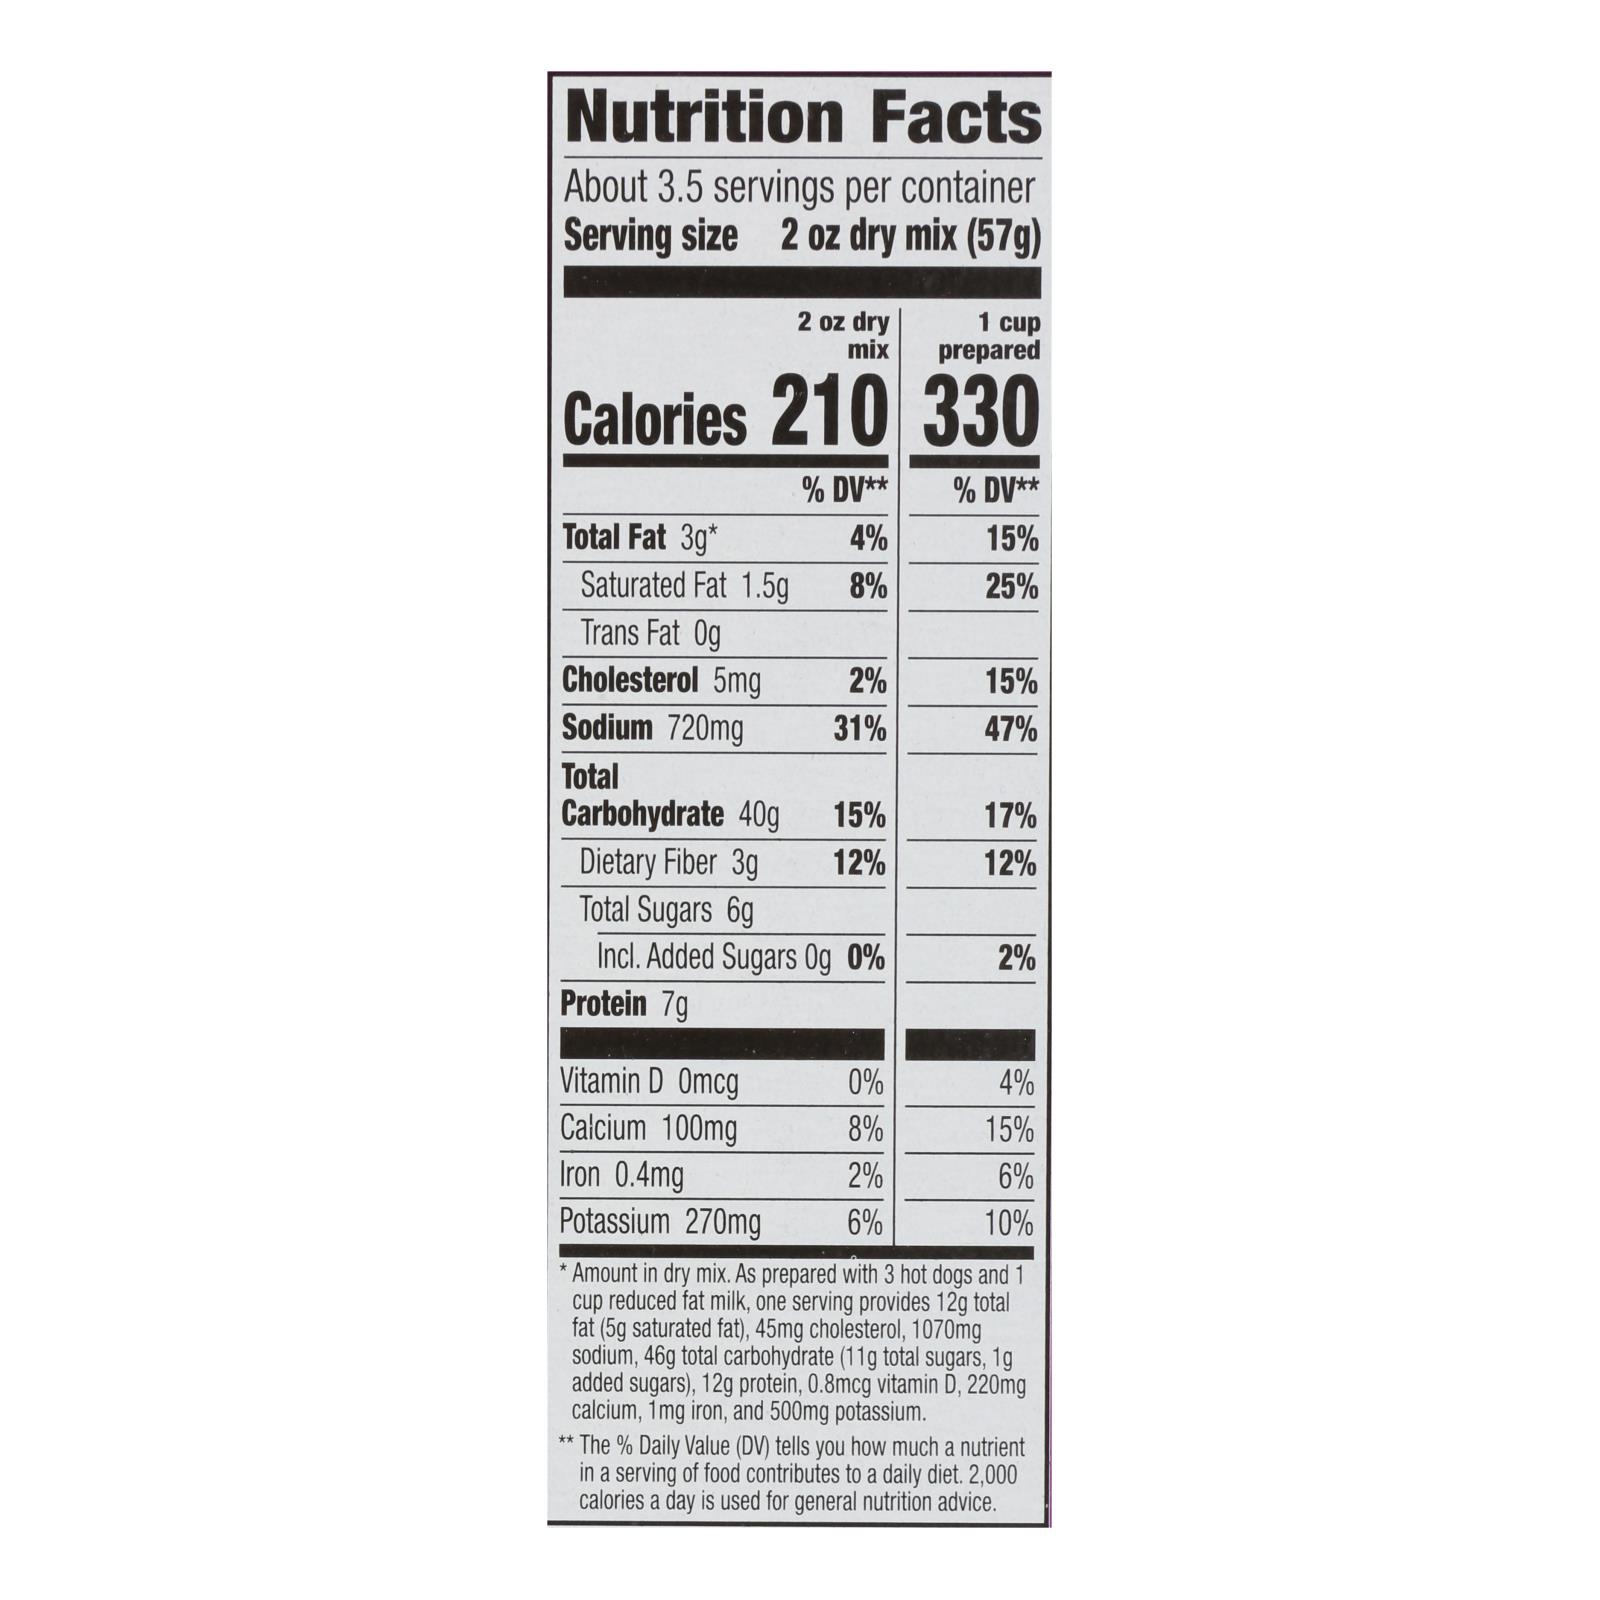 Nutrition Facts
About 3.5 servings per container
Serving size 2 oz dry mix (57g)
2 oz dry mix 1 cup prepared
Calories 210 330
% DV** % DV**
Total Fat 3g* 4% 15%
Saturated Fat 1.5g 8% 25%
Trans Fat 0g
Cholesterol 5mg 2% 15%
Sodium 720mg 31% 47%
Total
Carbohydrate 40g 15% 17%
Dietary Fiber 3g 12% 12%
Total Sugars 6g
Incl. Added Sugars 0g 0% 2%
Protein 7g
Vitamin D 0mcg 0% 4%
Calcium 100mg 8% 15%
Iron 0.4mg 2% 6%
Potassium 270mg 6% 10%
* Amount in dry mix. As prepared with 3 hot dogs and 1
cup reduced fat milk, one serving provides 12g total
fat (5g saturated fat), 45mg cholesterol, 1070mg
sodium, 46g total carbohydrate (11g total sugars, 1g
added sugars), 12g protein, 0.8mcg vitamin D, 220mg
calcium, 1mg iron, and 500mg potassium.
** The % Daily Value (DV) tells you how much a nutrient
in a serving of food contributes to a daily diet. 2,000
calories a day is used for general nutrition advice.